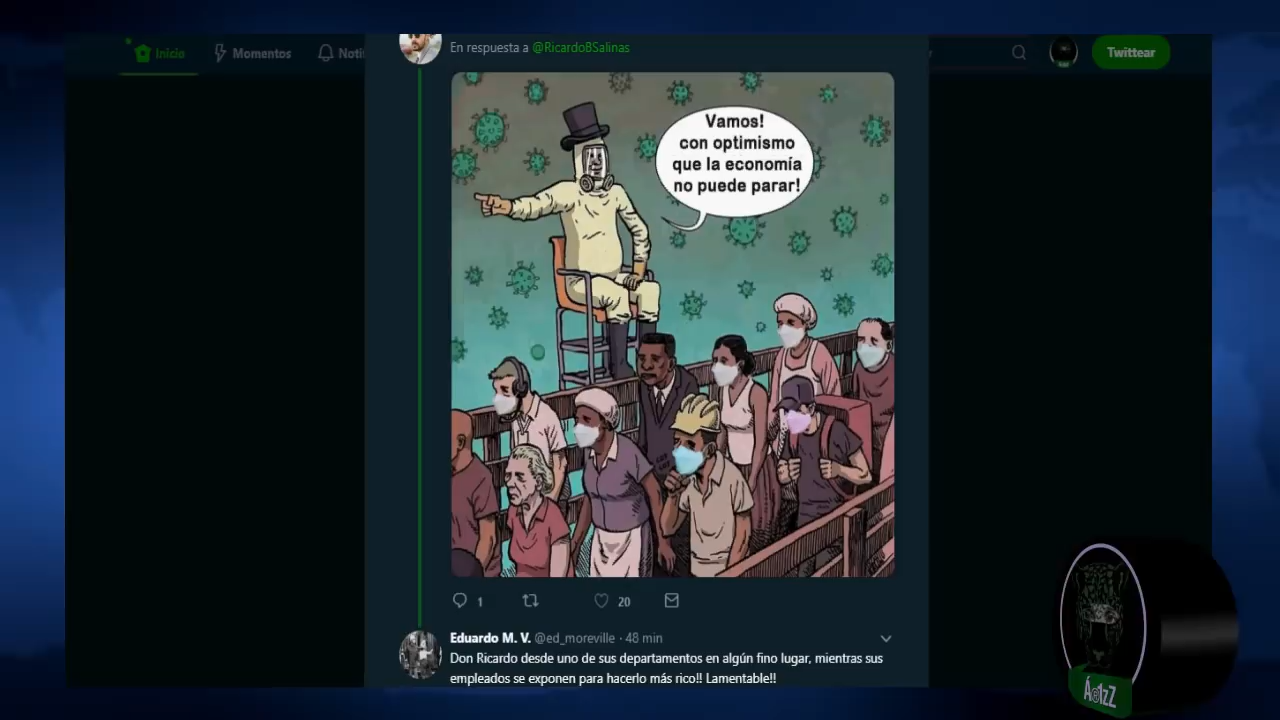 En respuesta a @RicardoBSalinas
Inicio
Momentos
Noti
Twittear
Vamos!
con optimismo
que la economía
no puede parar!
1
20
Eduardo M. V. @ed_moreville · 48 min
Don Ricardo desde uno de sus departamentos en algún fino lugar, mientras sus
empleados se exponen para hacerlo más rico!! Lamentable!!